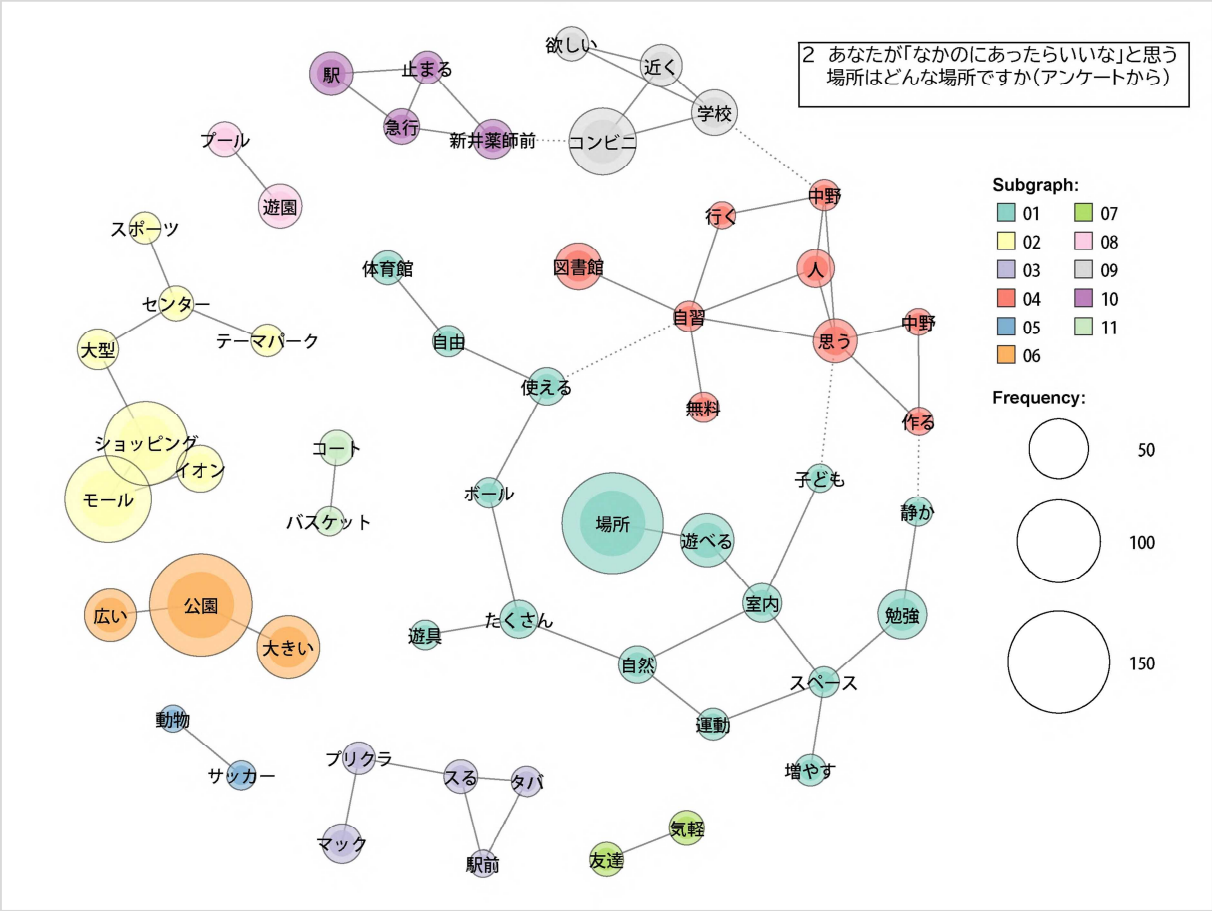 2 あなたが「なかのにあったらいいな」と思う
場所はどんな場所ですか(アンケートから)
欲しい
近く
駅
止まる
学校
急行
新井薬師前
コンビニ
プール
遊園
中野
行く
スポーツ
体育館
図書館
人
センター
自習
中野
テーマパーク
大型
自由
思う
使える
無料
作る
ショッピング
コート
イオン
モール
ボール
子ども
バスケット
場所
遊べる
静か
広い
公園
大きい
室内
勉強
遊具
たくさん
自然
スペース
運動
増やす
動物
サッカー
プリクラ
スる
タバ
マック
駅前
気軽
友達
Subgraph:
01
02
03
04
05
06
07
08
09
10
11
Frequency:
50
100
150